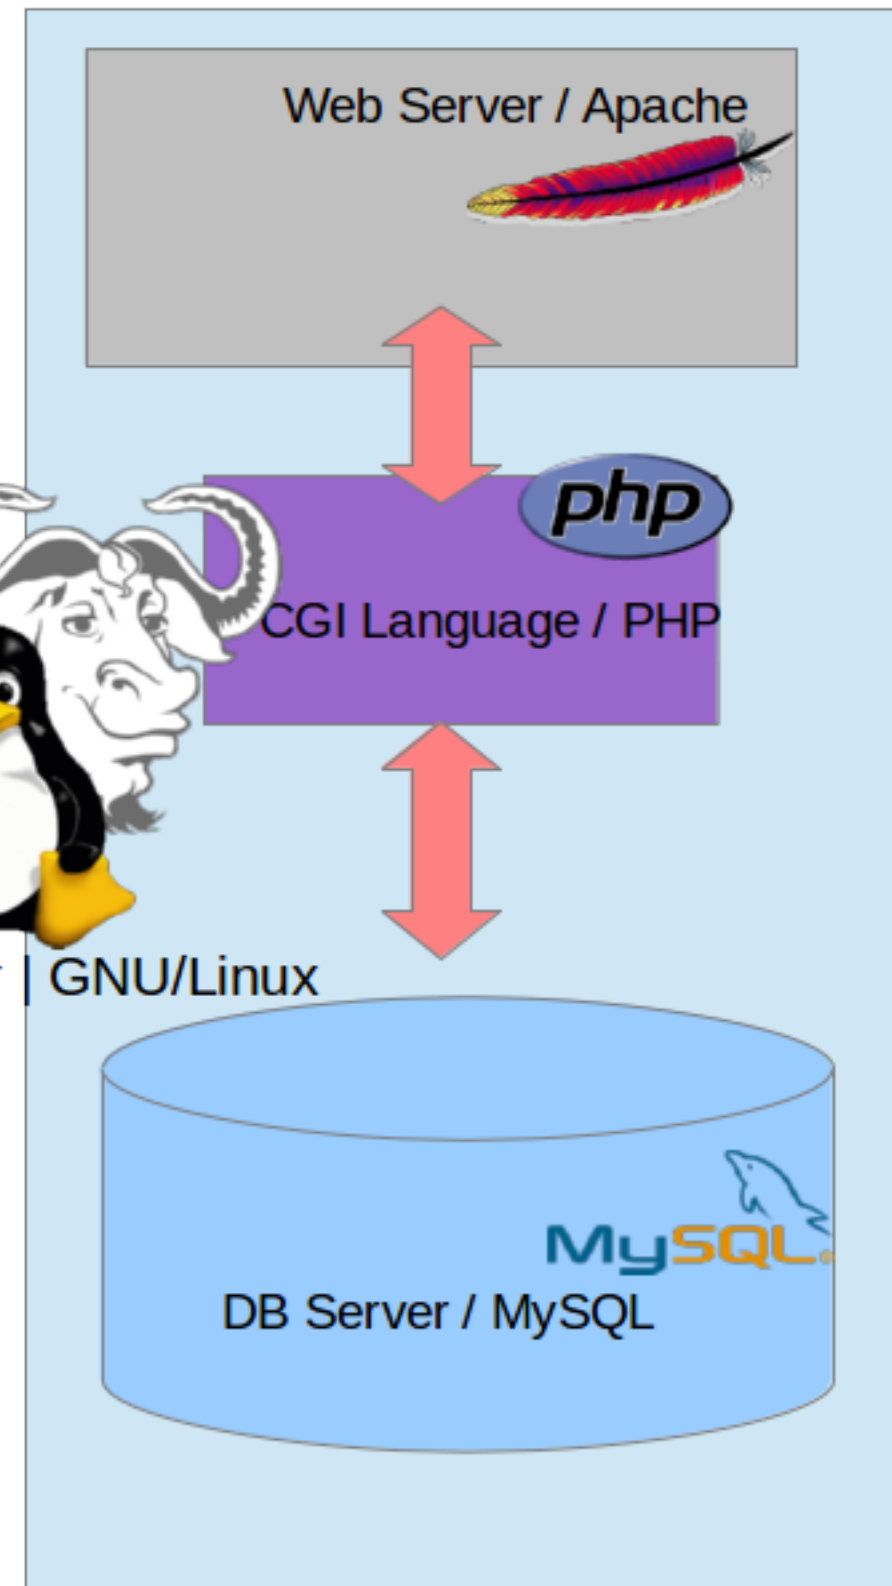 Web Server / Apache
php
CGI Language / PHP
| GNU/Linux
MySQL
DB Server / MySQL